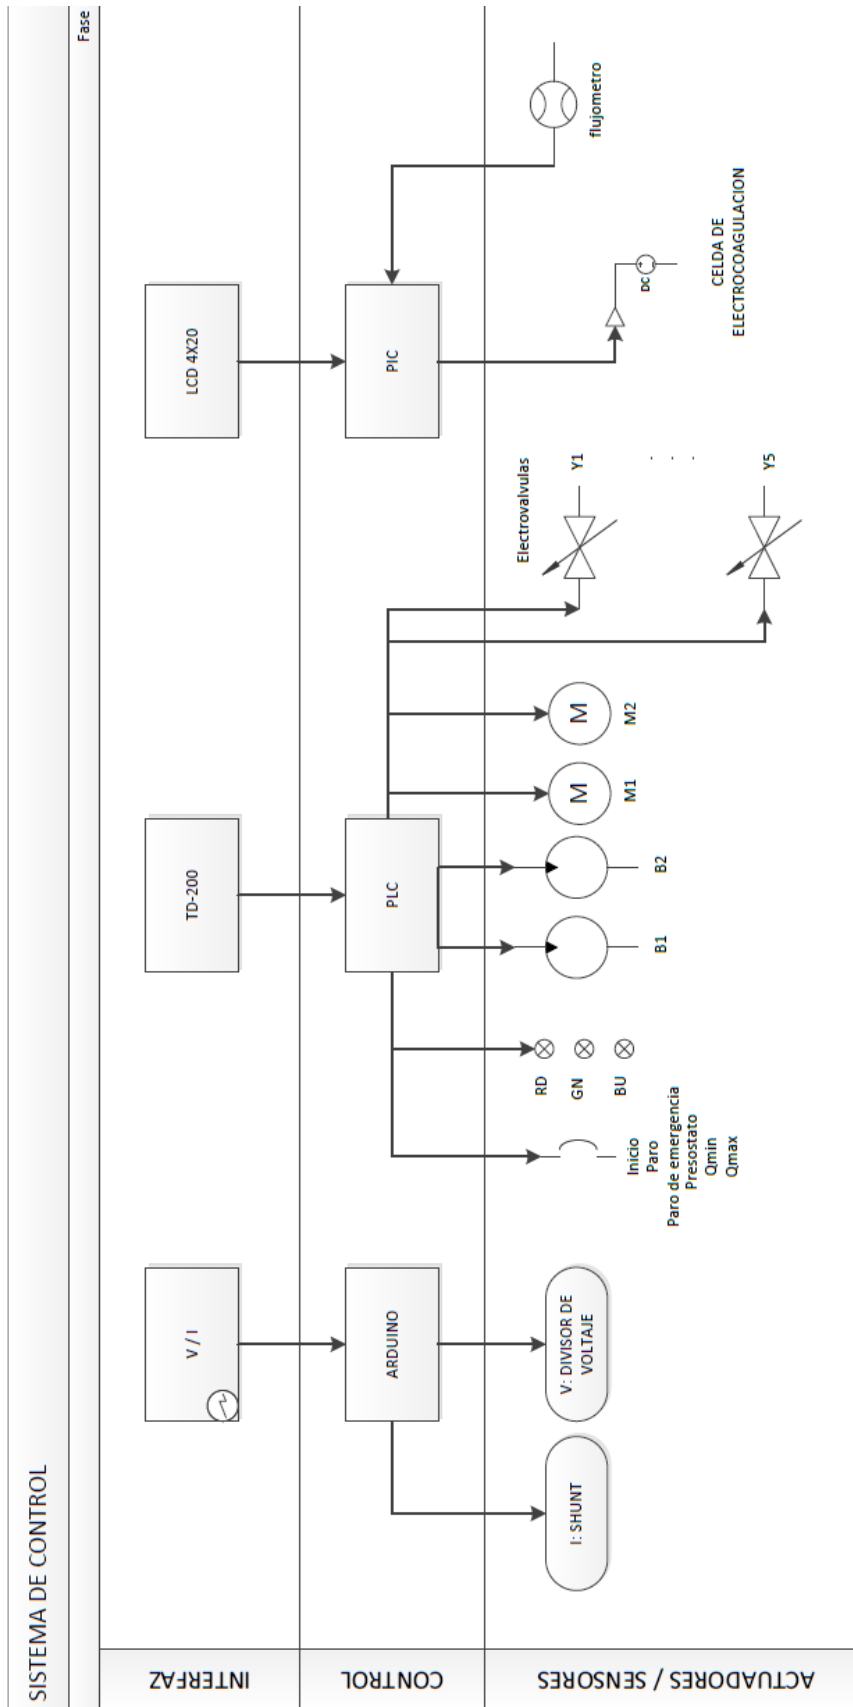 SISTEMA DE CONTROL
Fase
INTERFAZ
V / I
TD-200
LCD 4X20
CONTROL
ARDUINO
PLC
PIC
ACTUADORES / SENSORES
I: SHUNT
V: DIVISOR DE
VOLTAJE
Inicio
Paro
Paro de emergencia
Presostato
Qmin
Qmax
RD
GN
BU
B1
B2
M
M1
M
M2
Electrovalvulas
Y1
Y5
DC
CELDA DE
ELECTROCOAGULACION
flujometro